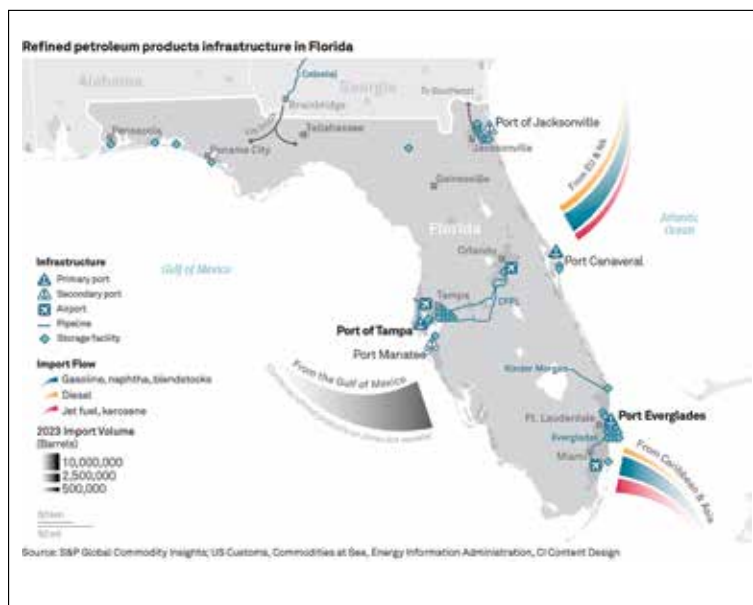 Refined petroleum products infrastructure in Florida
Alabama
Georgia
Colonial
Brainbridge
To Southeast
Port of Jacksonville
Pensacola
Tallahassee
Jacksonville
Panama City
From EU &
Gainesville
Atlantic
Ocean
Florida
Orlando
Port Canaveral
Gulf of Mexico
Infrastructure
Primary port
Secondary port
Airport
Pipeline
Storage facility
Tampa
CFPL
Port of Tampa
Port Manatee
Import Flow
Gasoline, naphtha, blendstocks
Diesel
Jet fuel, kerosene
From the Gulf of Mexico
Kinder Morgan
2023 Import Volume
(Barrels)
10,000,000
2,500,000
500,000
Ft. Lauderdale
Port Everglades
Everglades
Miami
From Caribbean & Asia
Source: S&P Global Commodity Insights; US Customs, Commodities at Sea, Energy Information Administration, CI Content Design